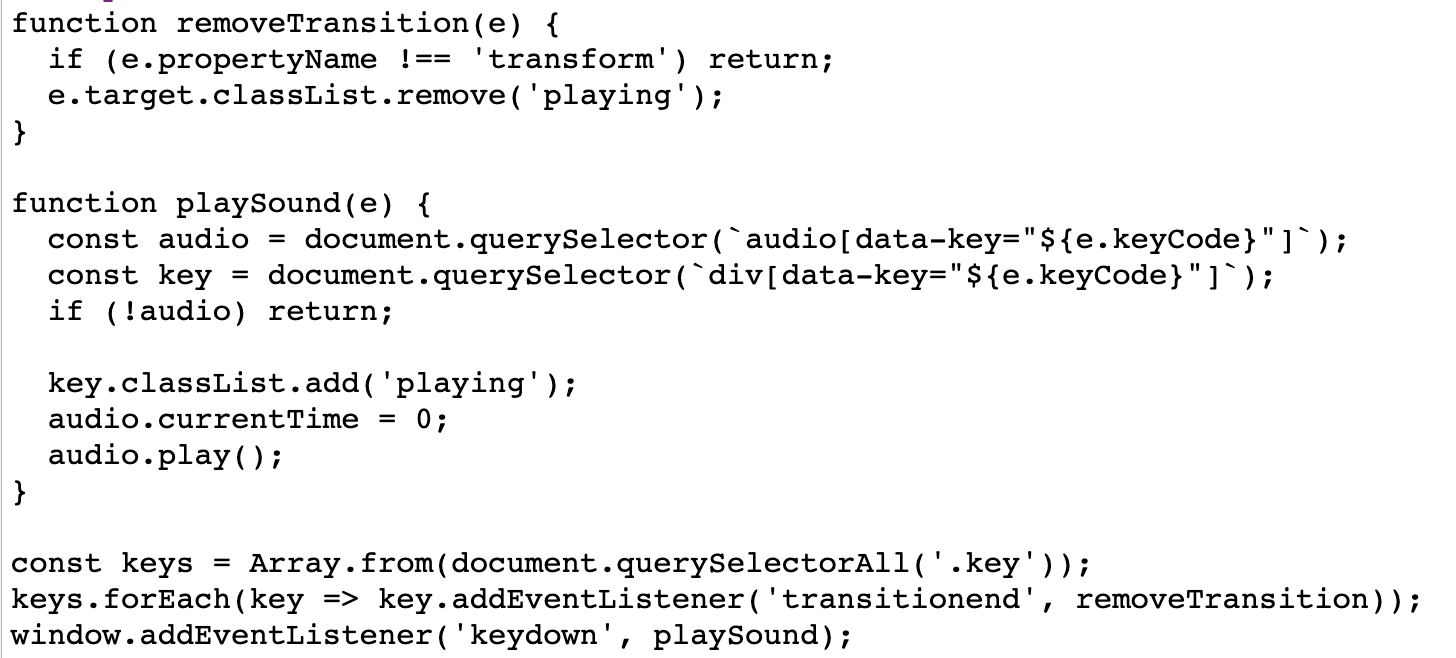 function removeTransition(e) {
  if (e.propertyName !== 'transform') return;
  e.target.classList.remove('playing');
}

function playSound(e) {
  const audio = document.querySelector(`audio[data-key="${e.keyCode}"]`);
  const key = document.querySelector(`div[data-key="${e.keyCode}"]`);
  if (!audio) return;

  key.classList.add('playing');
  audio.currentTime = 0;
  audio.play();
}

const keys = Array.from(document.querySelectorAll('.key'));
keys.forEach(key => key.addEventListener('transitionend', removeTransition));
window.addEventListener('keydown', playSound);